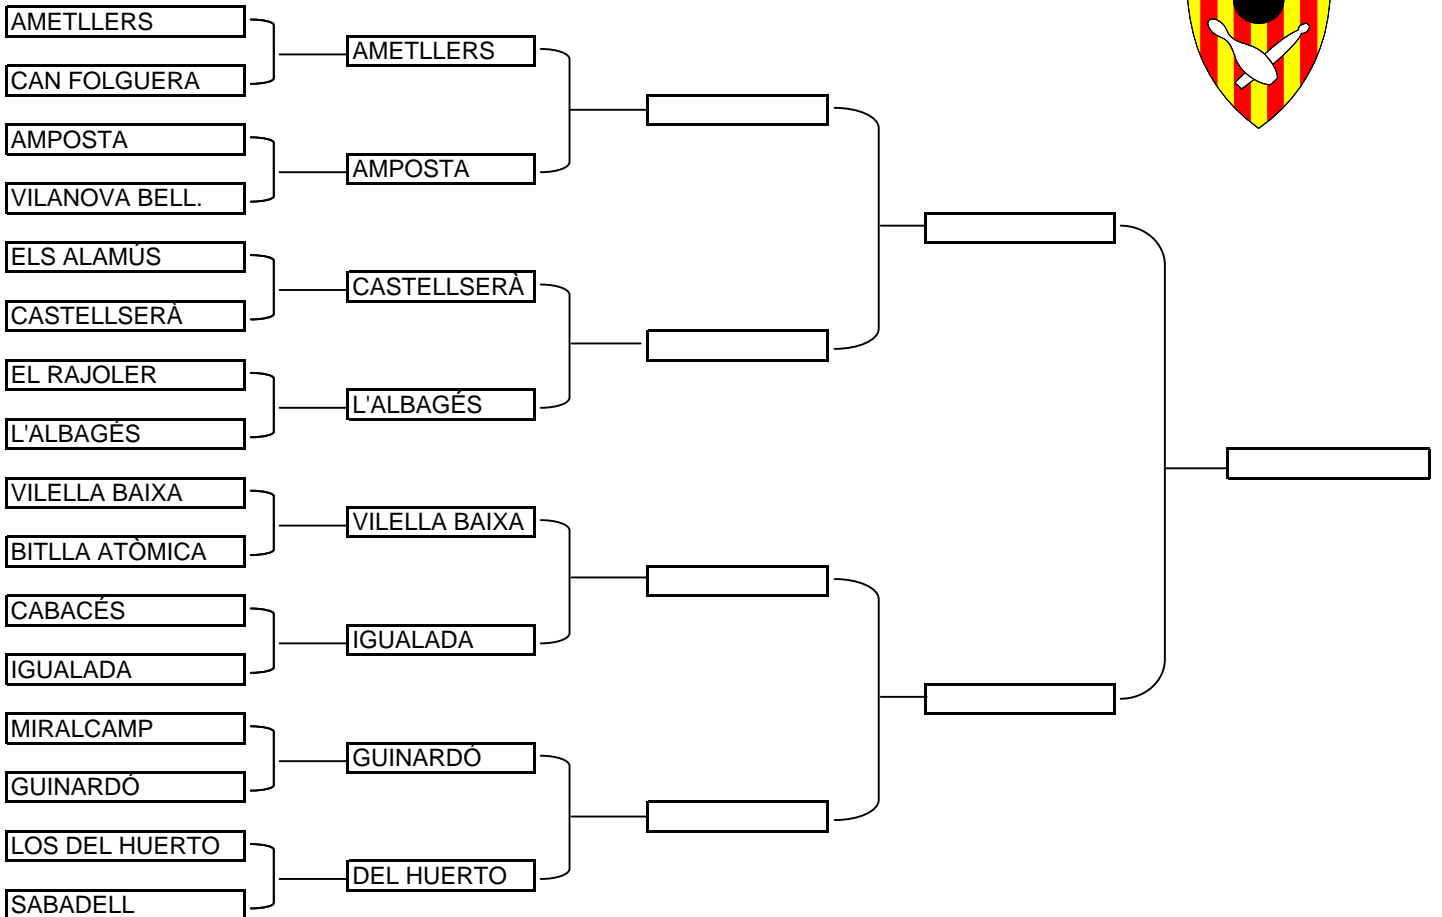 AMETLLERS
CAN FOLGUERA
AMPOSTA
VILANOVA BELL.
ELS ALAMÚS
CASTELLSERÀ
EL RAJOLER
L'ALBAGÉS
VILELLA BAIXA
BITLLA ATÒMICA
CABACÉS
IGUALADA
MIRALCAMP
GUINARDÓ
LOS DEL HUERTO
SABADELL
AMETLLERS
AMPOSTA
CASTELLSERÀ
L'ALBAGÉS
VILELLA BAIXA
IGUALADA
GUINARDÓ
DEL HUERTO